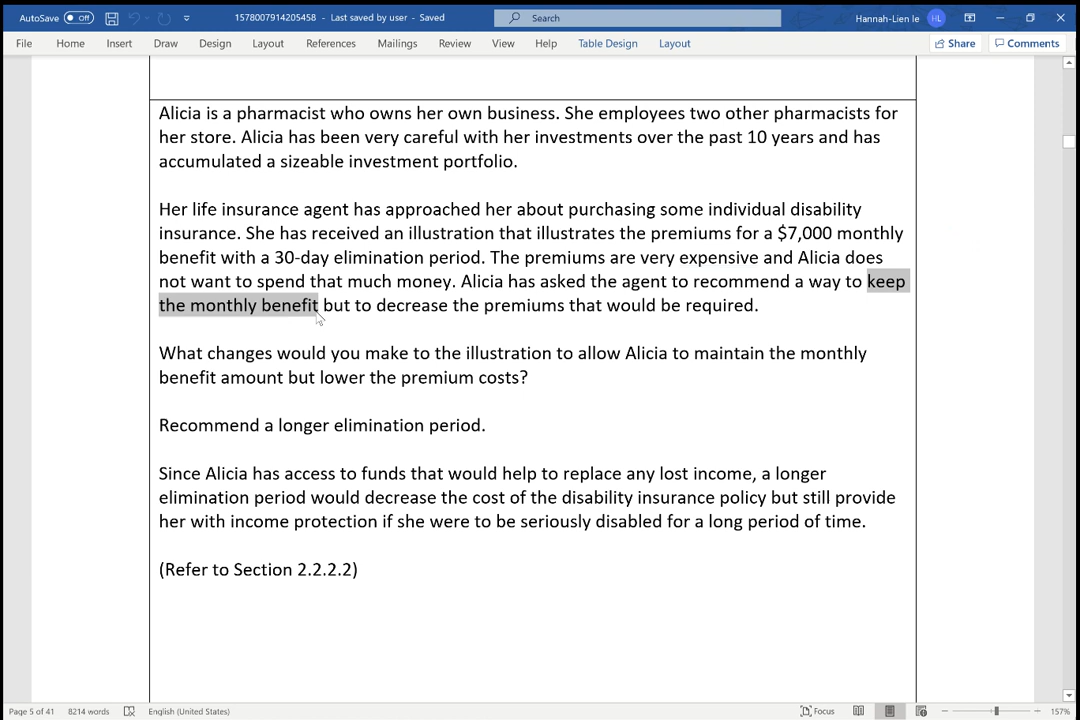 AutoSave Off 1578007914205458 - Last saved by user - Saved Search Hannah-Lien le HL
File Home Insert Draw Design Layout References Mailings Review View Help Table Design Layout Share Comments
Alicia is a pharmacist who owns her own business. She employees two other pharmacists for
her store. Alicia has been very careful with her investments over the past 10 years and has
accumulated a sizeable investment portfolio.
Her life insurance agent has approached her about purchasing some individual disability
insurance. She has received an illustration that illustrates the premiums for a $7,000 monthly
benefit with a 30-day elimination period. The premiums are very expensive and Alicia does
not want to spend that much money. Alicia has asked the agent to recommend a way to keep
the monthly benefit but to decrease the premiums that would be required.
What changes would you make to the illustration to allow Alicia to maintain the monthly
benefit amount but lower the premium costs?
Recommend a longer elimination period.
Since Alicia has access to funds that would help to replace any lost income, a longer
elimination period would decrease the cost of the disability insurance policy but still provide
her with income protection if she were to be seriously disabled for a long period of time.
(Refer to Section 2.2.2.2)
Page 5 of 41 8214 words English (United States) Focus 157%